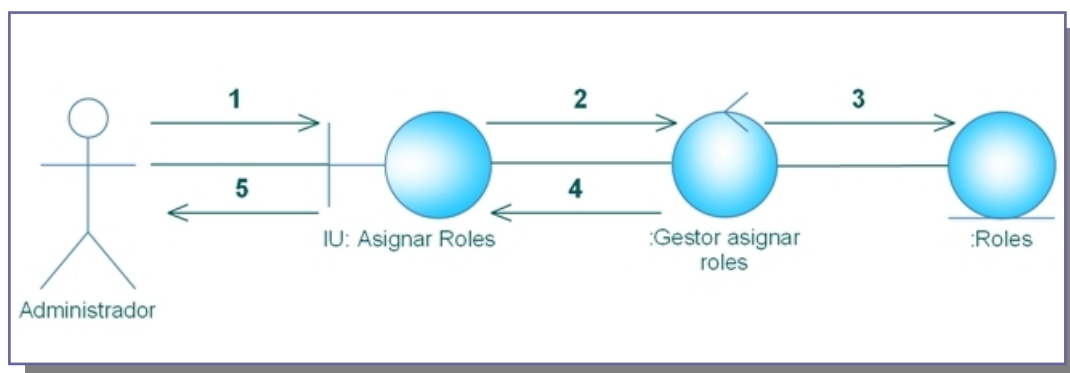 1
2
3
5
4
IU: Asignar Roles
:Gestor asignar
roles
:Roles
Administrador